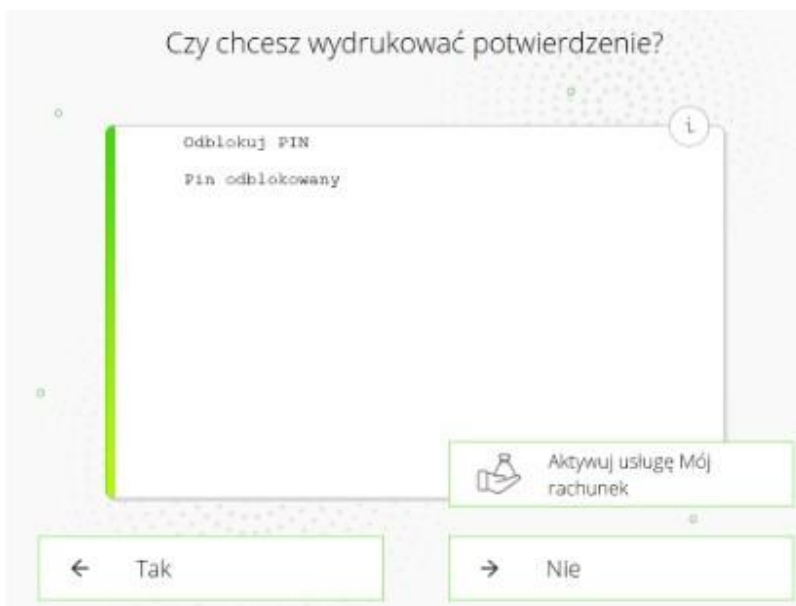 Czy chcesz wydrukować potwierdzenie?
i
Odblokuj PIN
Pin odblokowany
Aktywuj usługę Mój
rachunek
← Tak
→ Nie